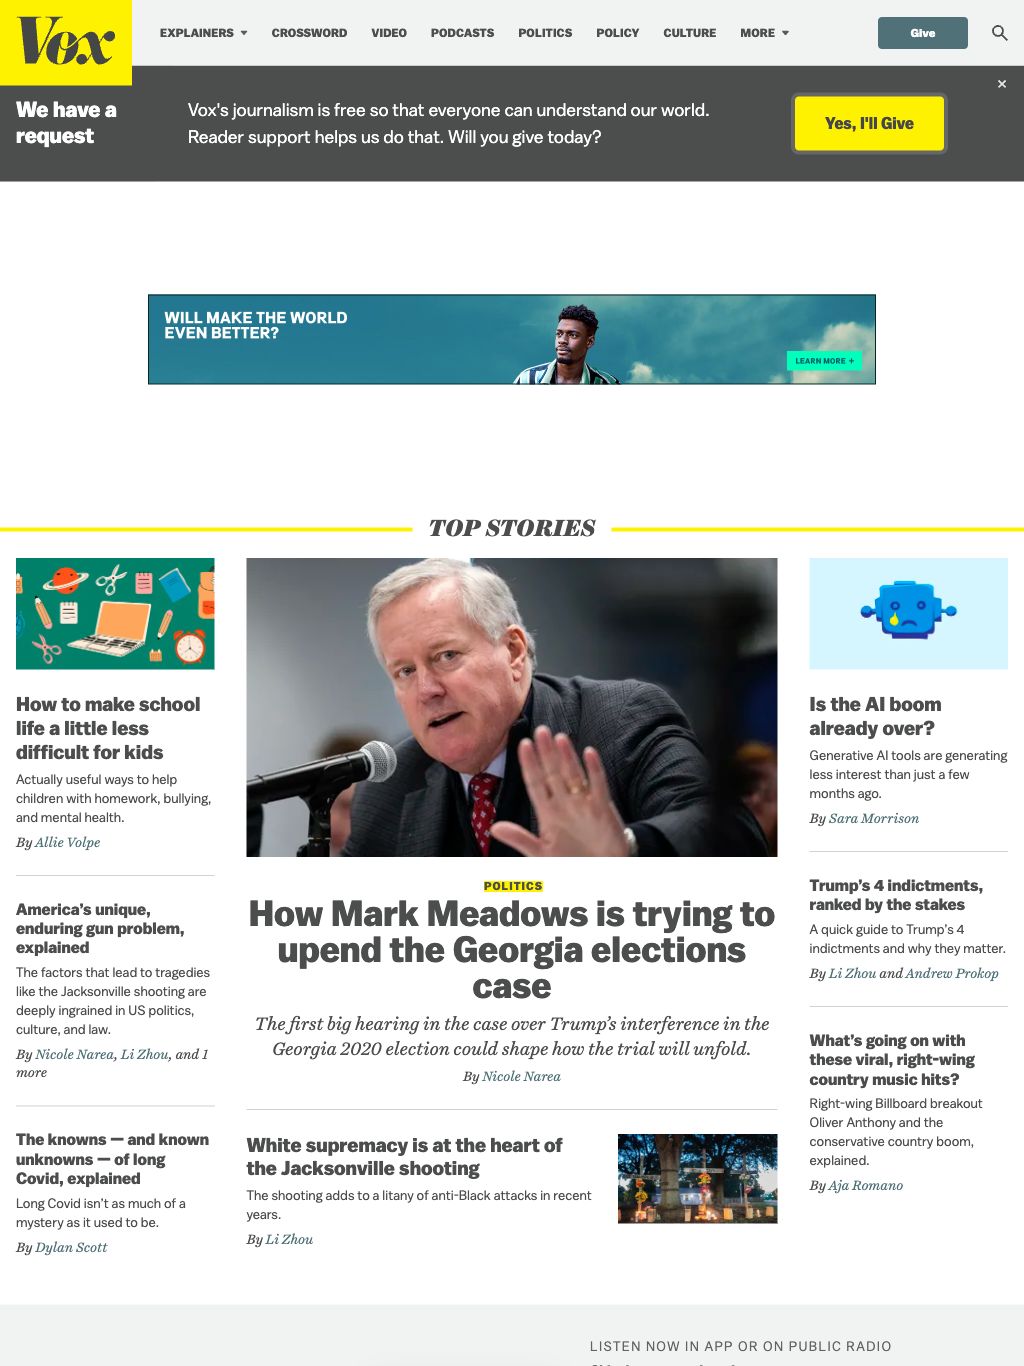 Vox
EXPLAINERS
CROSSWORD
VIDEO
PODCASTS
POLITICS
POLICY
CULTURE
MORE
Give
We have a
request
Vox's journalism is free so that everyone can understand our world.
Reader support helps us do that. Will you give today?
Yes, I'll Give
WILL MAKE THE WORLD
EVEN BETTER?
LEARN MORE +
TOP STORIES
How to make school
life a little less
difficult for kids
Actually useful ways to help
children with homework, bullying,
and mental health.
By Allie Volpe
America’s unique,
enduring gun problem,
explained
The factors that lead to tragedies
like the Jacksonville shooting are
deeply ingrained in US politics,
culture, and law.
By Nicole Narea, Li Zhou, and 1
more
The knowns — and known
unknowns — of long
Covid, explained
Long Covid isn’t as much of a
mystery as it used to be.
By Dylan Scott
POLITICS
How Mark Meadows is trying to
upend the Georgia elections
case
The first big hearing in the case over Trump’s interference in the
Georgia 2020 election could shape how the trial will unfold.
By Nicole Narea
White supremacy is at the heart of
the Jacksonville shooting
The shooting adds to a litany of anti-Black attacks in recent
years.
By Li Zhou
Is the AI boom
already over?
Generative AI tools are generating
less interest than just a few
months ago.
By Sara Morrison
Trump’s 4 indictments,
ranked by the stakes
A quick guide to Trump’s 4
indictments and why they matter.
By Li Zhou and Andrew Prokop
What’s going on with
these viral, right-wing
country music hits?
Right-wing Billboard breakout
Oliver Anthony and the
conservative country boom,
explained.
By Aja Romano
LISTEN NOW IN APP OR ON PUBLIC RADIO